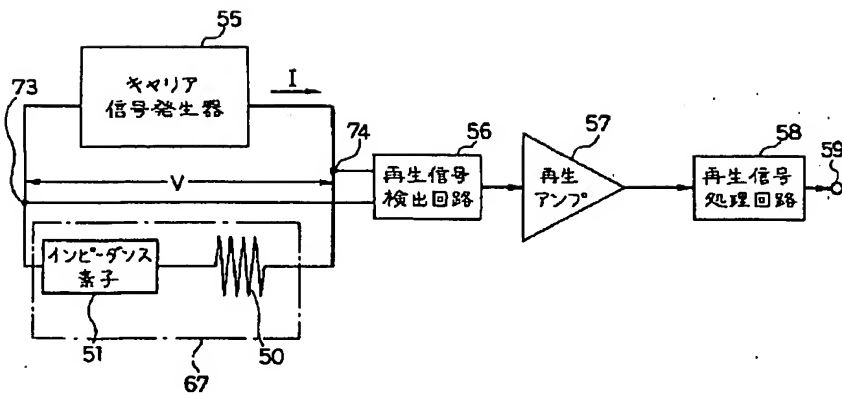 55
キャリア
信号発生器
I
73
74
V
56
再生信号
検出回路
57
再生
アンプ
58
再生信号
処理回路
59
インピーダンス
素子
51
50
67